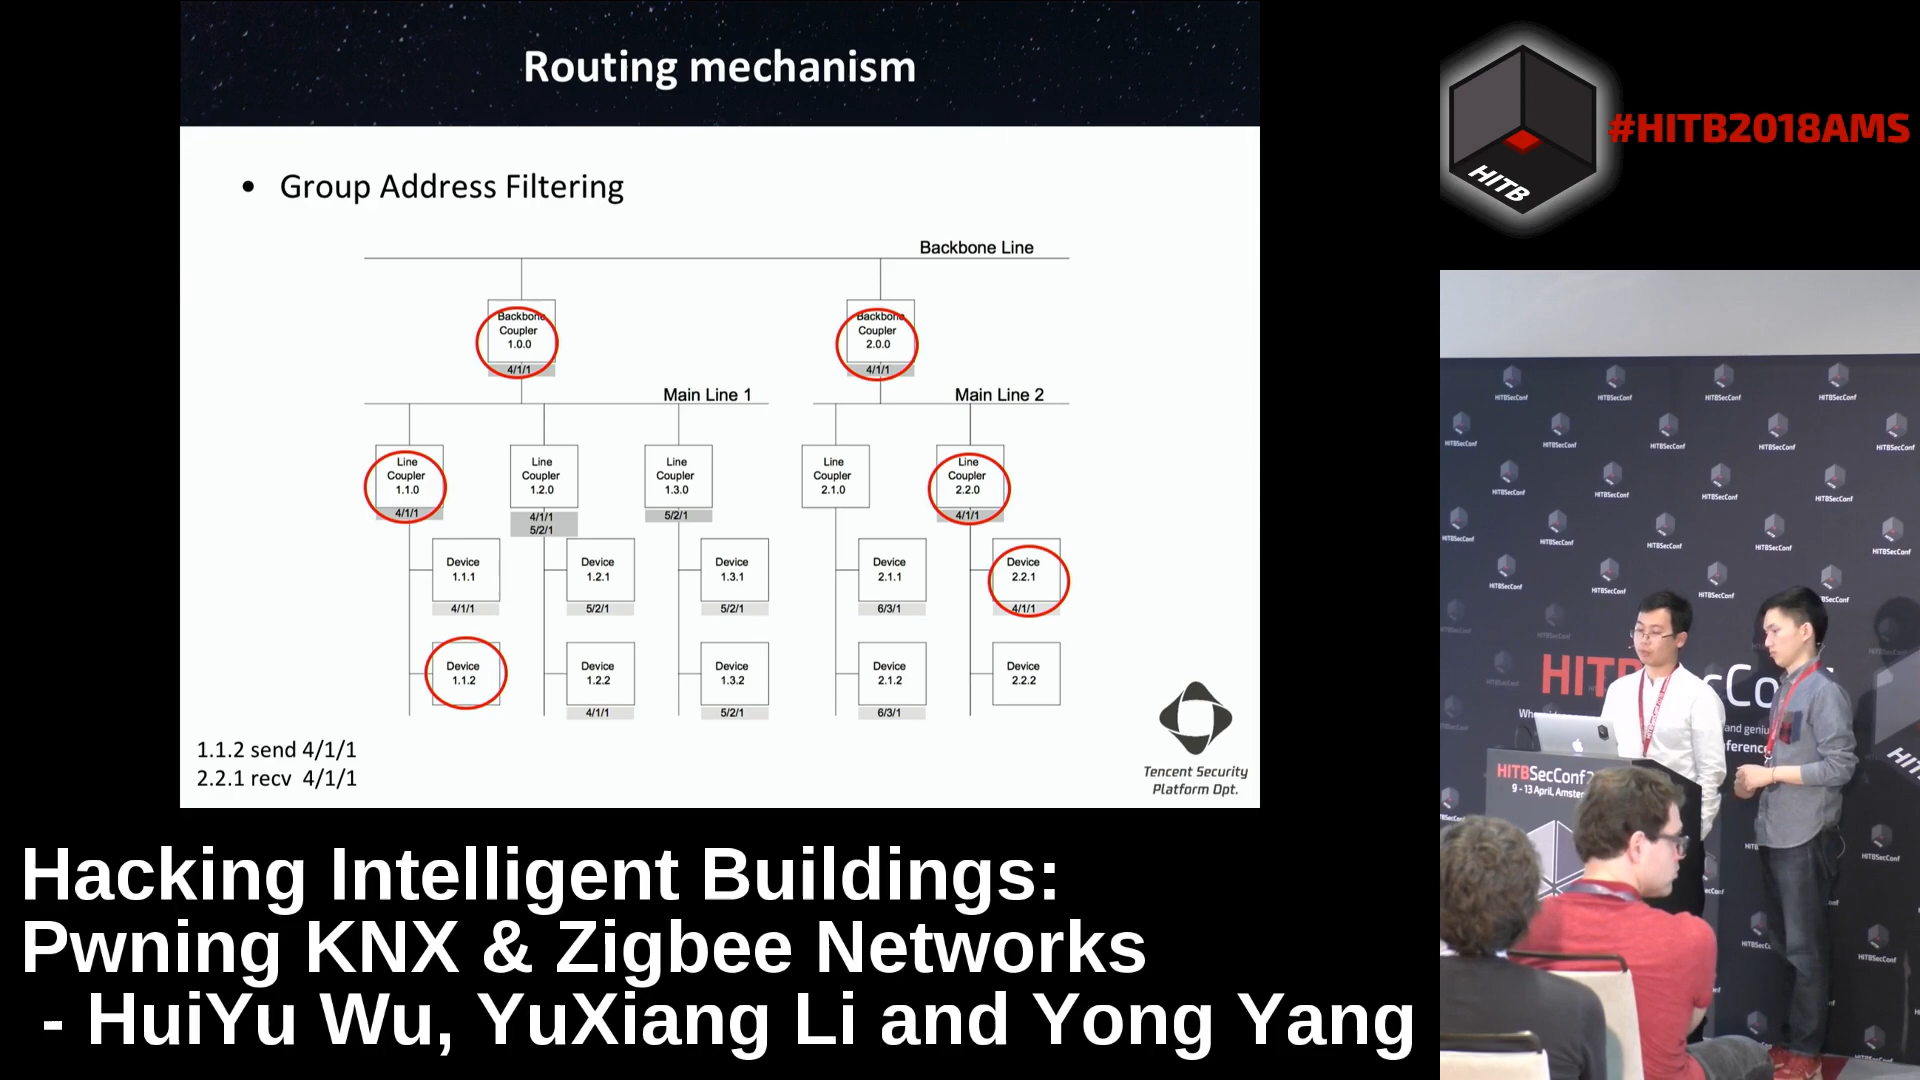 Routing mechanism
• Group Address Filtering
Backbone Line
Backbone
Coupler
1.0.0
4/1/1
Backbone
Coupler
2.0.0
4/1/1
Main Line 1
Main Line 2
Line
Coupler
1.1.0
4/1/1
Line
Coupler
1.2.0
4/1/1
5/2/1
Line
Coupler
1.3.0
5/2/1
Line
Coupler
2.1.0
Line
Coupler
2.2.0
4/1/1
Device
1.1.1
4/1/1
Device
1.2.1
5/2/1
Device
1.3.1
5/2/1
Device
2.1.1
6/3/1
Device
2.2.1
4/1/1
Device
1.1.2
Device
1.2.2
4/1/1
Device
1.3.2
5/2/1
Device
2.1.2
6/3/1
Device
2.2.2
1.1.2 send 4/1/1
2.2.1 recv 4/1/1
Tencent Security
Platform Dpt.
HITB
#HITB2018AMS
HITBSecConf
HITBSecConf
9 - 13 April, Amste
Hacking Intelligent Buildings:
Pwning KNX & Zigbee Networks
- HuiYu Wu, YuXiang Li and Yong Yang